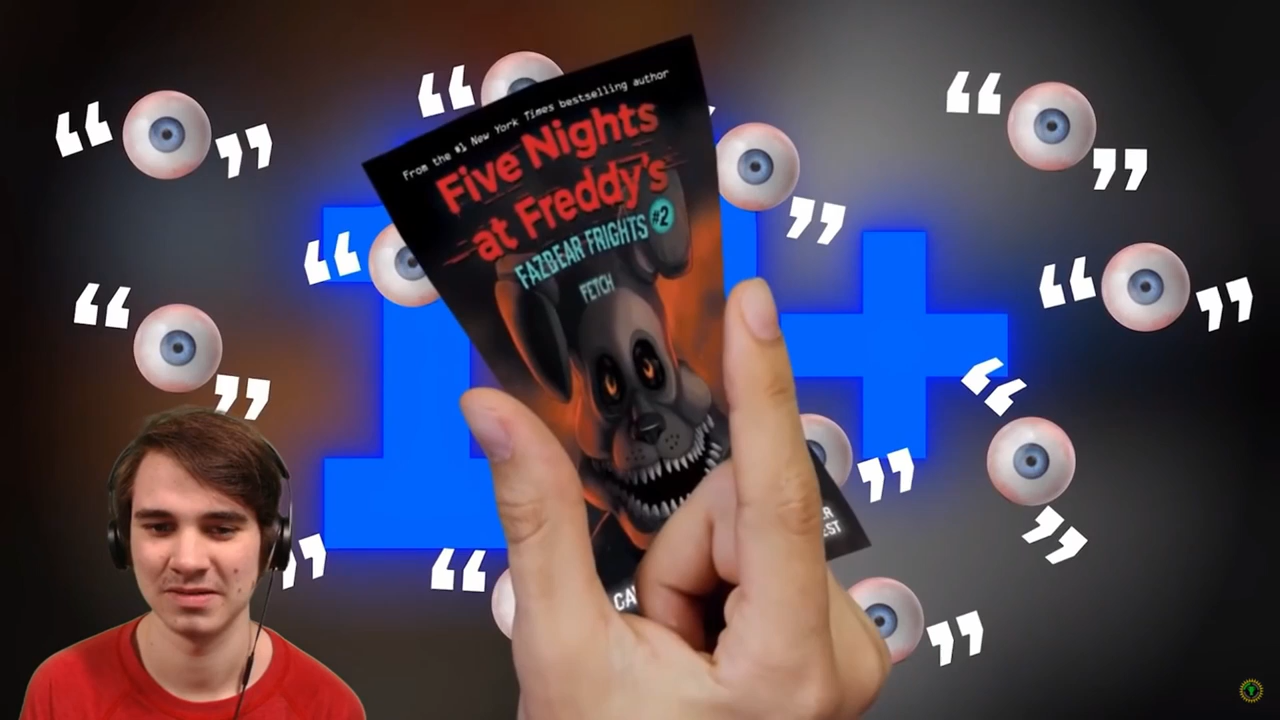 From the #1 New York Times bestselling author
Five Nights
at Freddy's
FAZBEAR FRIGHTS #2
FETCH